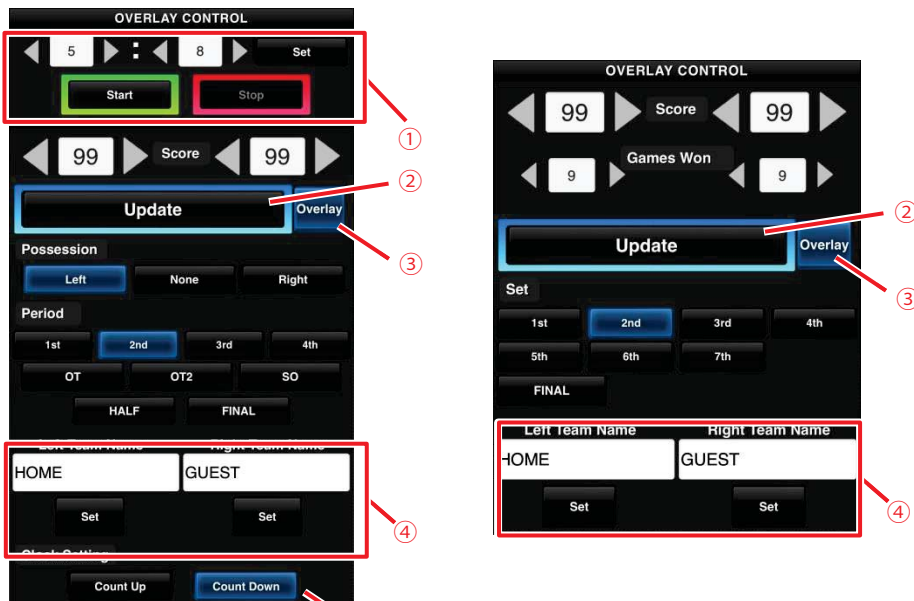 OVERLAY CONTROL
5 : 8 Set
Start Stop
①
99 Score 99
②
Update Overlay
③
Possession
Left None Right
Period
1st 2nd 3rd 4th
OT OT2 SO
HALF FINAL
Left Team Name Right Team Name
HOME GUEST
Set Set
④
Clock Setting
Count Up Count Down
OVERLAY CONTROL
99 Score 99
Games Won
9 9
②
Update Overlay
③
Set
1st 2nd 3rd 4th
5th 6th 7th
FINAL
Left Team Name Right Team Name
HOME GUEST
Set Set
④